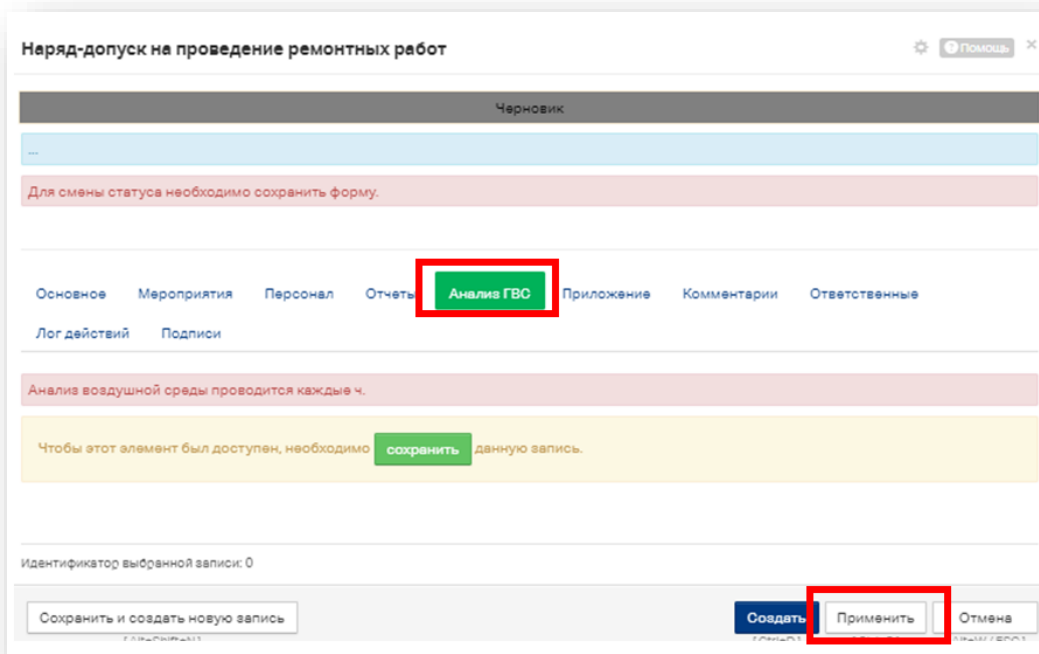 Наряд-допуск на проведение ремонтных работ
Помощь
Черновик
...
Для смены статуса необходимо сохранить форму.
Основное Мероприятия Персонал Отчеты Анализ ГВС Приложение Комментарии Ответственные
Лог действий Подписи
Анализ воздушной среды проводится каждые ч.
Чтобы этот элемент был доступен, необходимо сохранить данную запись.
Идентификатор выбранной записи: 0
Сохранить и создать новую запись Создать Применить Отмена